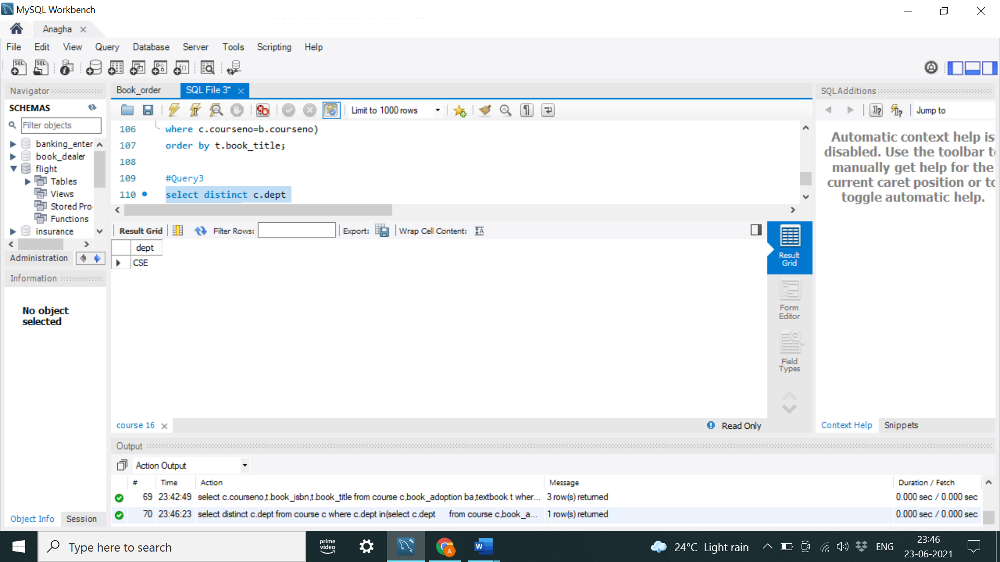 MySQL Workbench
Anagha
File Edit View Query Database Server Tools Scripting Help
Navigator
SCHEMAS
Filter objects
banking_enter
book_dealer
flight
Tables
Views
Stored Pro
Functions
insurance
Administration
Information
No object
selected
Object Info Session
Book_order SQL File 3*
Limit to 1000 rows
106 where c.courseno=b.courseno)
107 order by t.book_title;
108
109 #Query3
110 select distinct c.dept
Result Grid Filter Rows: Export: Wrap Cell Content:
dept
CSE
Result
Grid
Form
Editor
Field
Types
course 16
Read Only
SQLAdditions
Jump to
Automatic context help is
disabled. Use the toolbar t
manually get help for the
current caret position or to
toggle automatic help.
Context Help Snippets
Output
Action Output
# Time Action Message Duration / Fetch
69 23:42:49 select c.courseno,t.book_isbn,t.book_title from course c,book_adoption ba,textbook t wher... 3 row(s) returned 0.000 sec / 0.000 sec
70 23:46:23 select distinct c.dept from course c where c.dept in(select c.dept from course c,book_a... 1 row(s) returned 0.000 sec / 0.000 sec
Type here to search
prime
video
24°C Light rain
ENG
23:46
23-06-2021